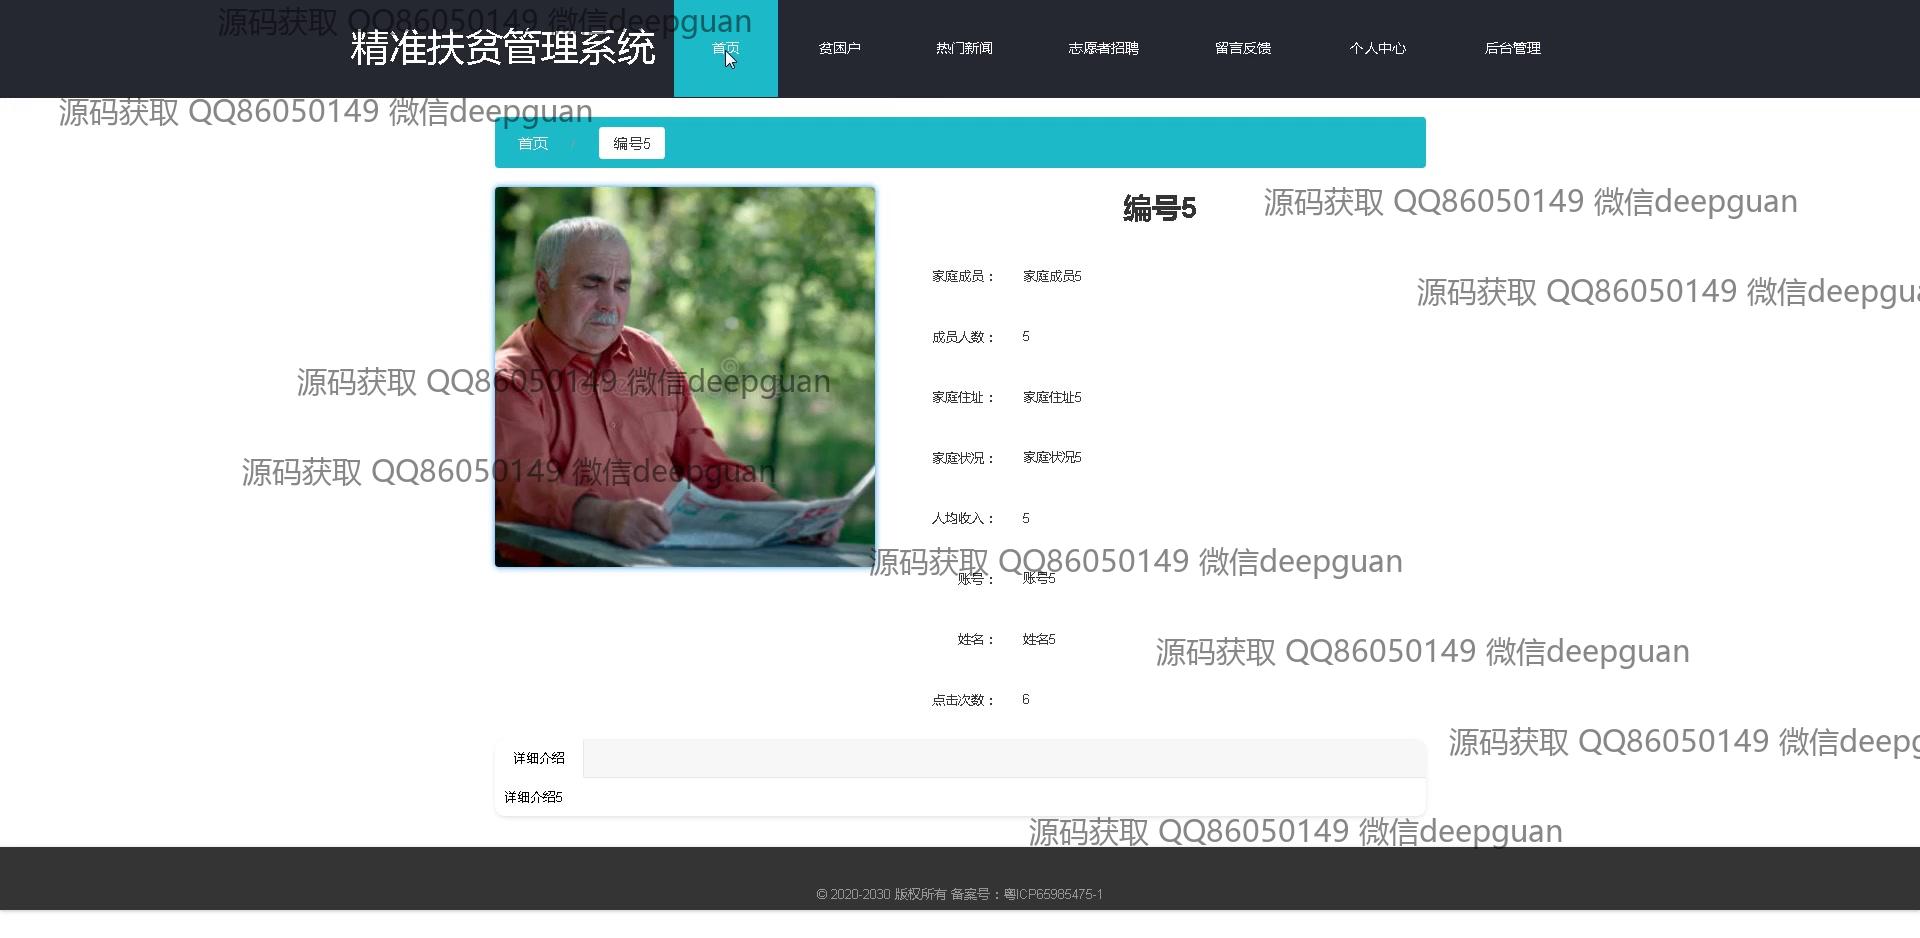 源码获取 QQ86050149 微信deepguan
精准扶贫管理系统 首页 贫困户 热门新闻 志愿者招聘 留言反馈 个人中心 后台管理
源码获取 QQ86050149 微信deepguan
首页 / 编号5
编号5
源码获取 QQ86050149 微信deepguan
家庭成员： 家庭成员5
源码获取 QQ86050149 微信deepgua
成员人数： 5
源码获取 QQ86050149 微信deepguan
家庭住址： 家庭住址5
家庭状况： 家庭状况5
源码获取 QQ86050149 微信deepguan
人均收入： 5
源码获取 QQ86050149 微信deepguan
账号： 账号5
姓名： 姓名5
源码获取 QQ86050149 微信deepguan
点击次数： 6
源码获取 QQ86050149 微信deepg
详细介绍
详细介绍5
源码获取 QQ86050149 微信deepguan
© 2020-2030 版权所有 备案号：粤ICP65985475-1